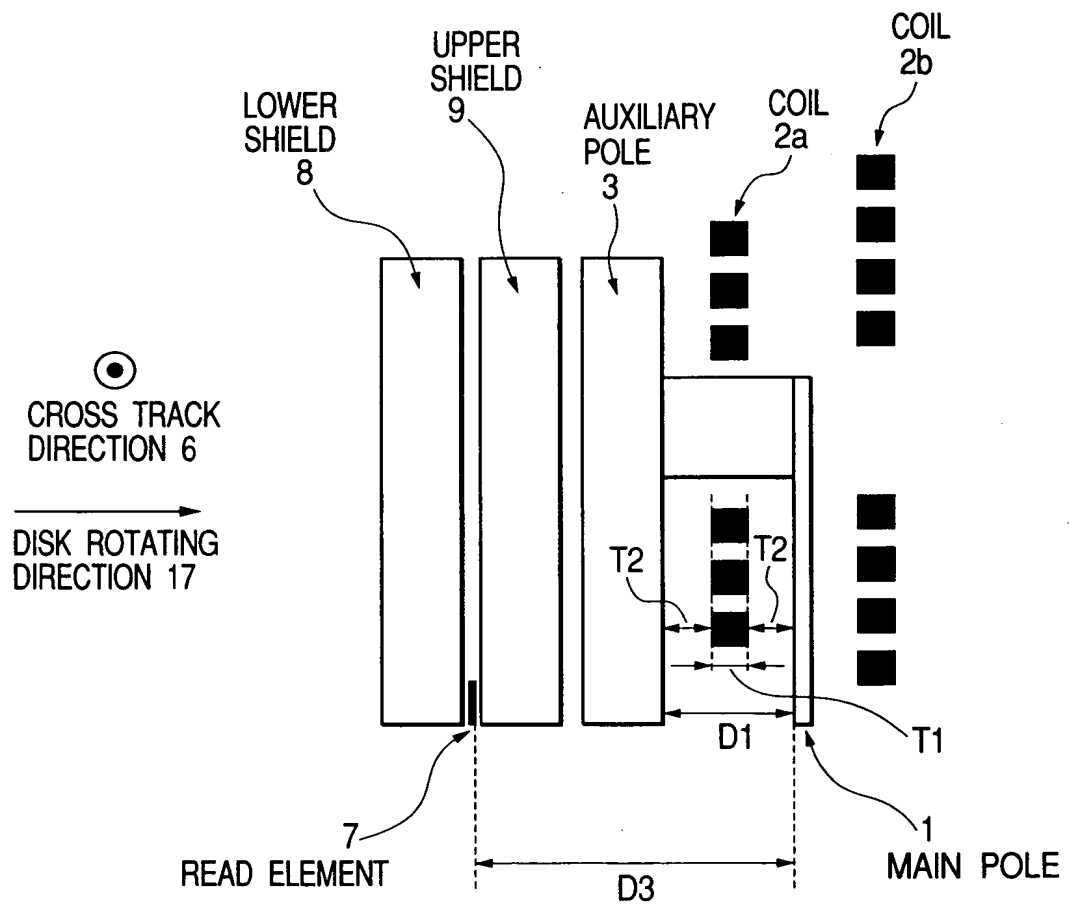 COIL
2b
UPPER
SHIELD
9
COIL
2a
LOWER
SHIELD
8
AUXILIARY
POLE
3
CROSS TRACK
DIRECTION 6
DISK ROTATING
DIRECTION 17
T2
T2
D1
T1
7
READ ELEMENT
1
MAIN POLE
D3